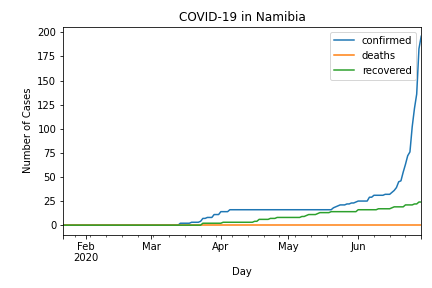 COVID-19 in Namibia
confirmed
deaths
recovered
Number of Cases
200
175
150
125
100
75
50
25
0
Feb
2020
Mar
Apr
May
Jun
Day